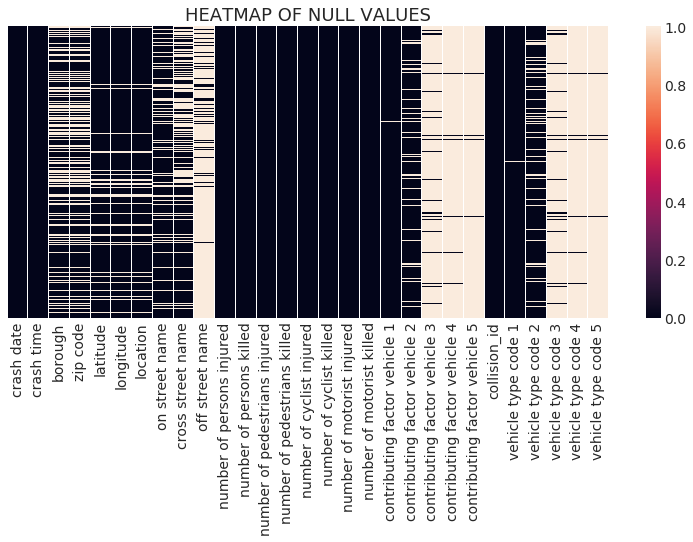 HEATMAP OF NULL VALUES
1.0
0.8
0.6
0.4
0.2
0.0
crash date
crash time
borough
zip code
latitude
longitude
location
on street name
cross street name
off street name
number of persons injured
number of persons killed
number of pedestrians injured
number of pedestrians killed
number of cyclist injured
number of cyclist killed
number of motorist injured
number of motorist killed
contributing factor vehicle 1
contributing factor vehicle 2
contributing factor vehicle 3
contributing factor vehicle 4
contributing factor vehicle 5
collision_id
vehicle type code 1
vehicle type code 2
vehicle type code 3
vehicle type code 4
vehicle type code 5